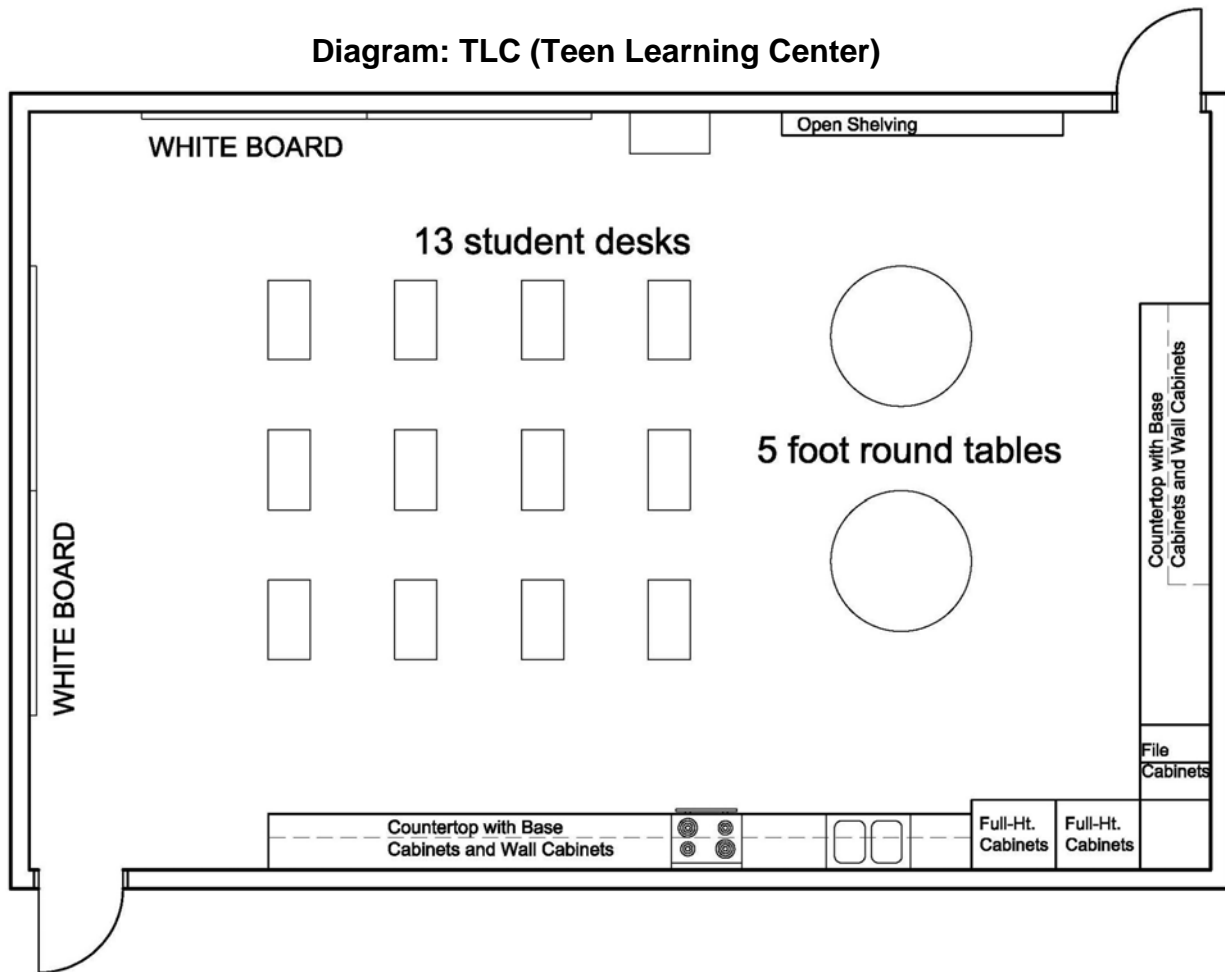 Diagram: TLC (Teen Learning Center)
WHITE BOARD
Open Shelving
13 student desks
5 foot round tables
Countertop with Base
Cabinets and Wall Cabinets
WHITE BOARD
File
Cabinets
Countertop with Base
Cabinets and Wall Cabinets
Full-Ht.
Cabinets
Full-Ht.
Cabinets